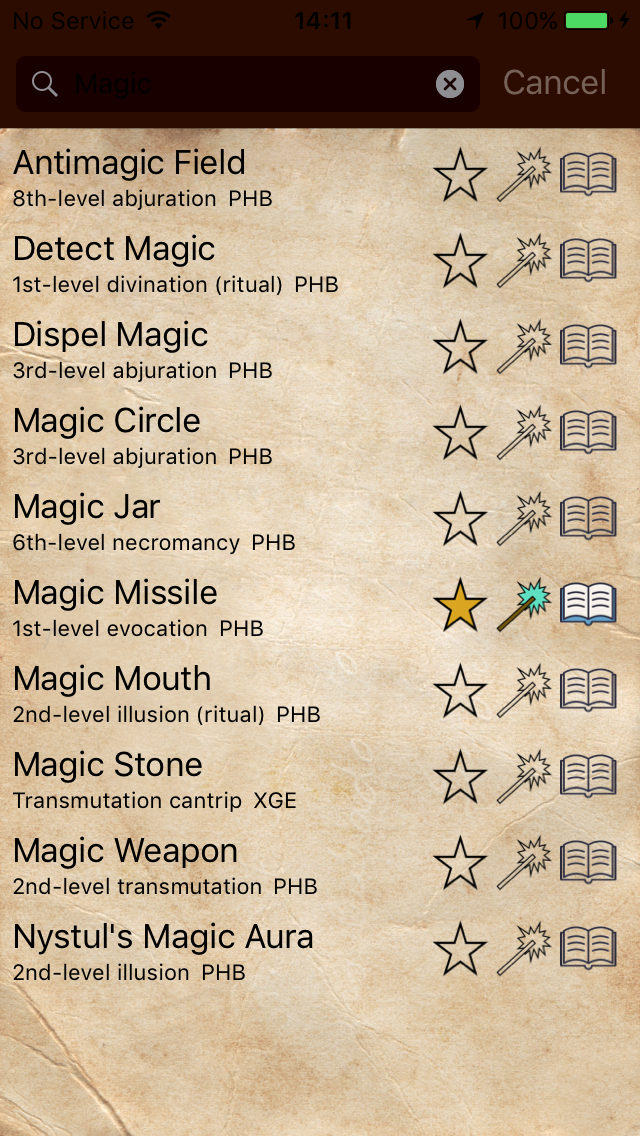 No Service 14:11 100%
Magic Cancel
Antimagic Field
8th-level abjuration PHB
Detect Magic
1st-level divination (ritual) PHB
Dispel Magic
3rd-level abjuration PHB
Magic Circle
3rd-level abjuration PHB
Magic Jar
6th-level necromancy PHB
Magic Missile
1st-level evocation PHB
Magic Mouth
2nd-level illusion (ritual) PHB
Magic Stone
Transmutation cantrip XGE
Magic Weapon
2nd-level transmutation PHB
Nystul's Magic Aura
2nd-level illusion PHB